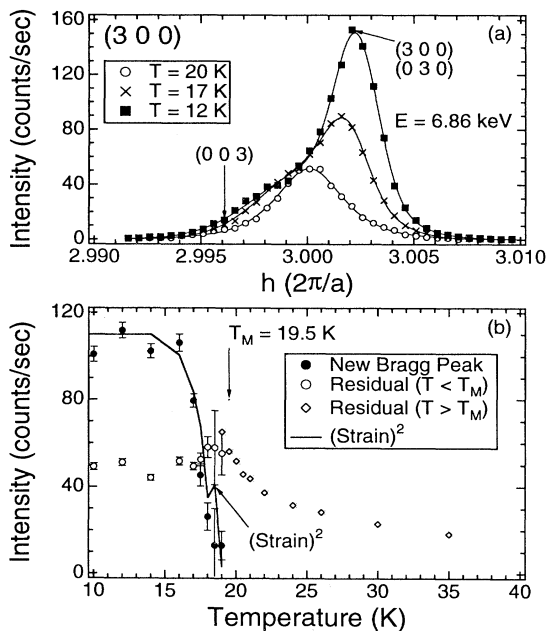 (3 0 0)
(a)
T = 20 K
T = 17 K
T = 12 K
(3 0 0)
(0 3 0)
(0 0 3)
E = 6.86 keV
Intensity (counts/sec)
160
120
80
40
0
2.990
2.995
3.000
3.005
3.010
h (2π/a)
(b)
T_M = 19.5 K
New Bragg Peak
Residual (T < T_M)
Residual (T > T_M)
(Strain)²
(Strain)²
Intensity (counts/sec)
120
80
40
0
10
15
20
25
30
35
40
Temperature (K)